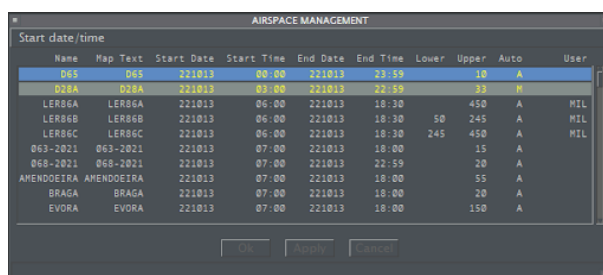 AIRSPACE MANAGEMENT
Start date/time
Name Map Text Start Date Start Time End Date End Time Lower Upper Auto User
D65 D65 221013 00:00 221013 23:59 10 A
D28A D28A 221013 03:00 221013 22:59 33 M
LER86A LER86A 221013 06:00 221013 18:30 450 A MIL
LER86B LER86B 221013 06:00 221013 18:30 50 245 A MIL
LER86C LER86C 221013 06:00 221013 18:30 245 450 A MIL
063-2021 063-2021 221013 07:00 221013 18:00 15 A
068-2021 068-2021 221013 07:00 221013 22:59 20 A
AMENDOEIRA AMENDOEIRA 221013 07:00 221013 18:00 55 A
BRAGA BRAGA 221013 07:00 221013 18:00 20 A
EVORA EVORA 221013 07:00 221013 18:00 150 A
Ok Apply Cancel